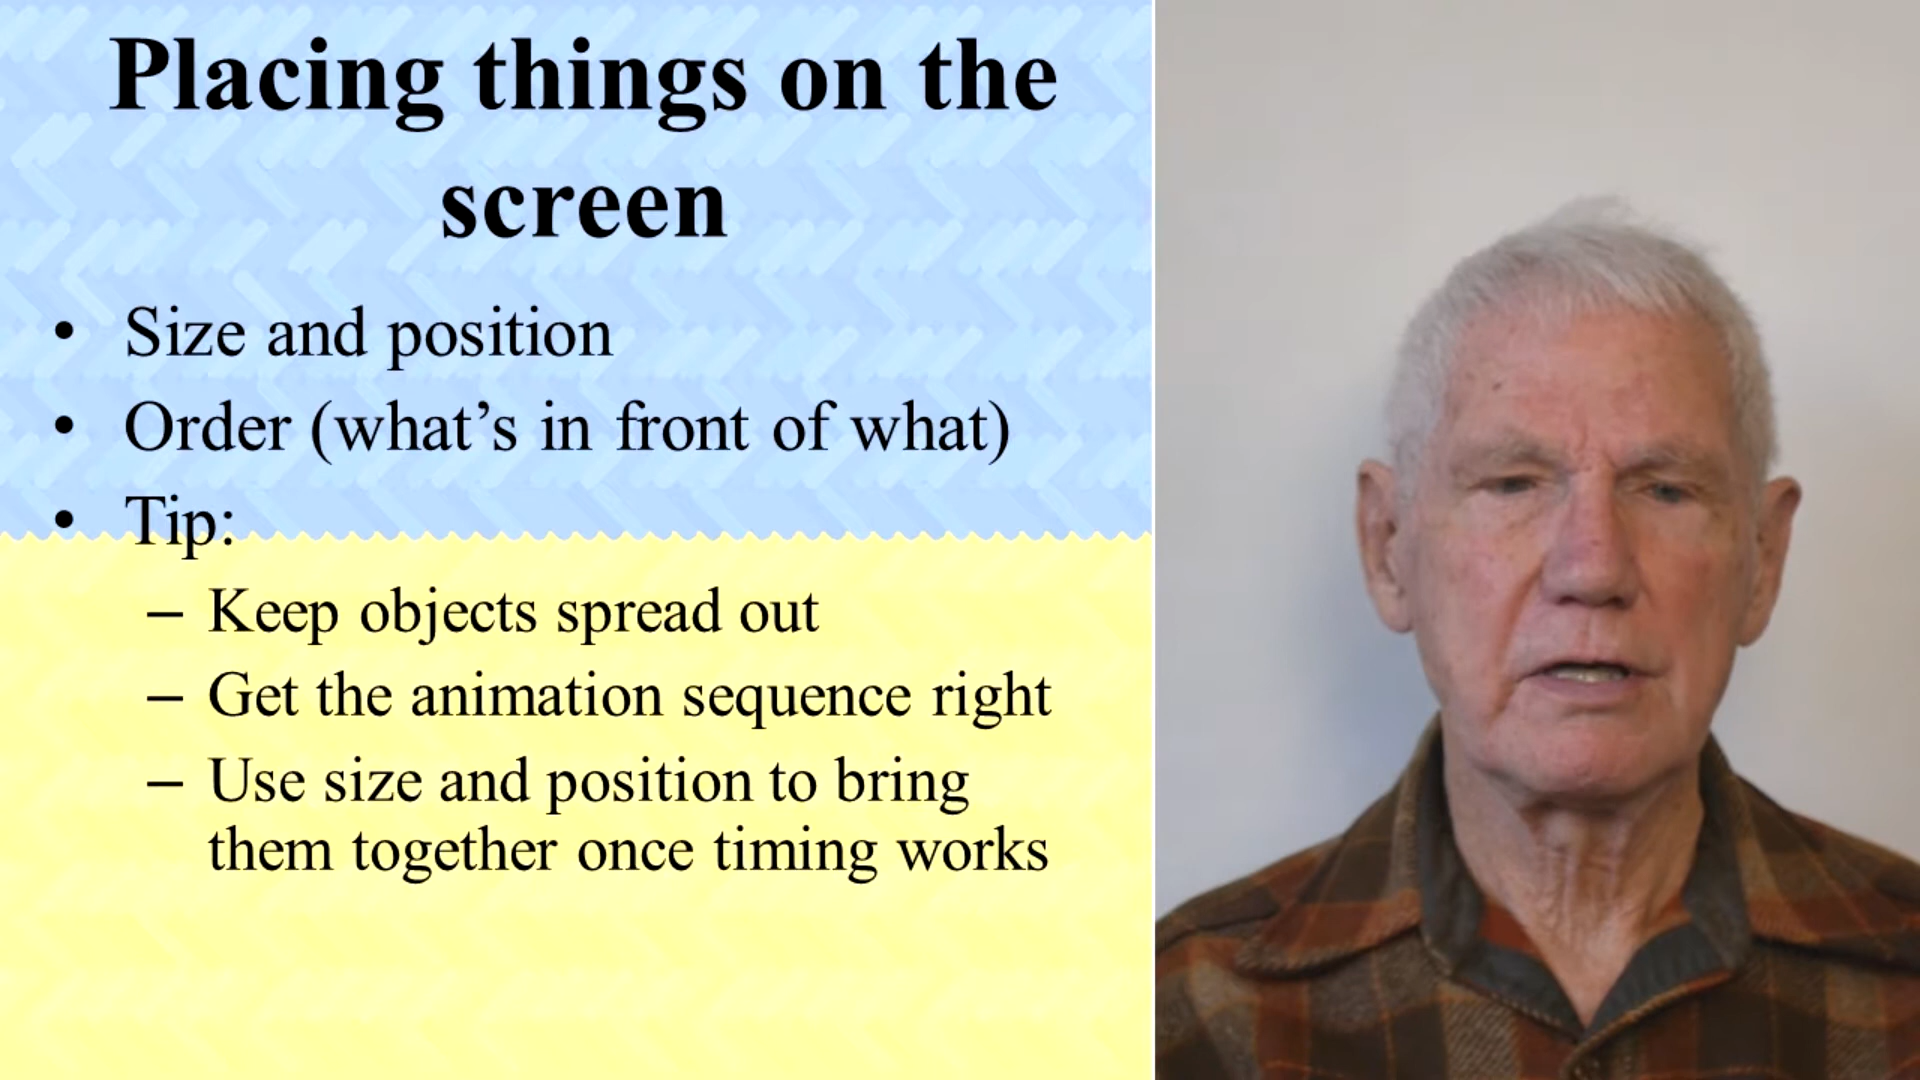 Placing things on the
screen
• Size and position
• Order (what’s in front of what)
• Tip:
– Keep objects spread out
– Get the animation sequence right
– Use size and position to bring
them together once timing works